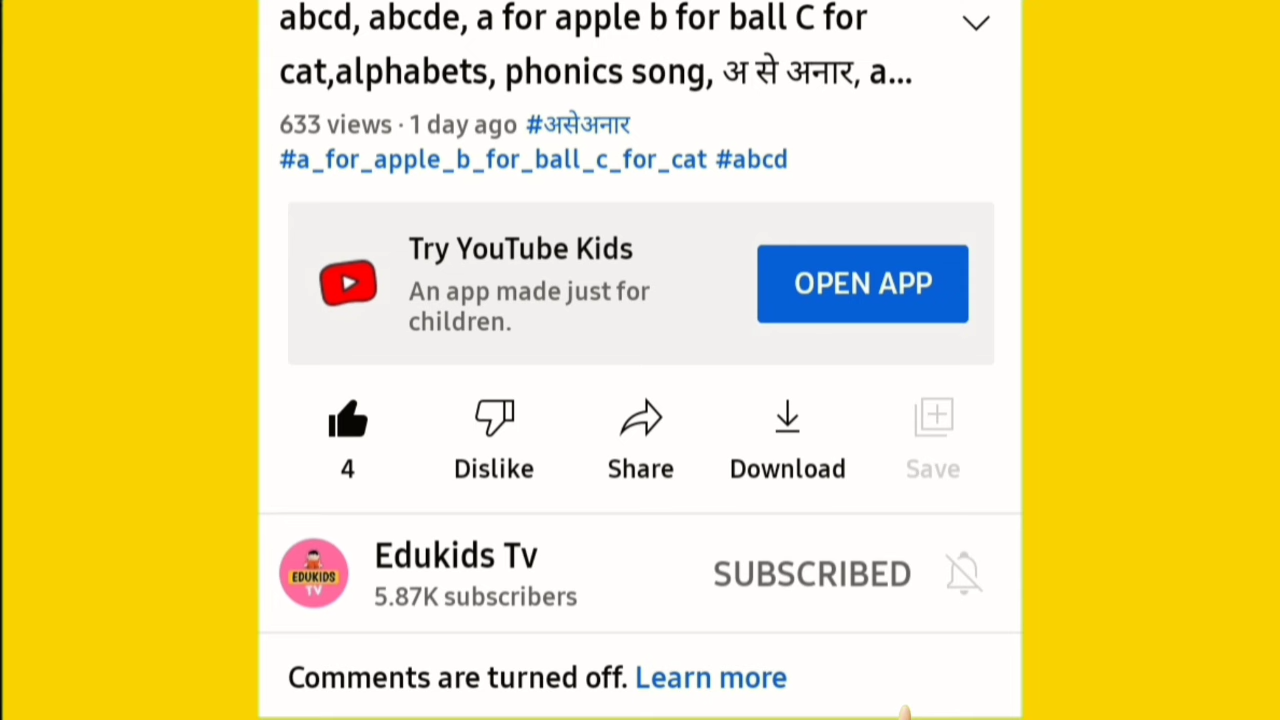 abcd, abcde, a for apple b for ball C for
cat,alphabets, phonics song, अ से अनार, a...
633 views · 1 day ago #असेअनार
#a_for_apple_b_for_ball_c_for_cat #abcd
Try YouTube Kids
An app made just for
children.
OPEN APP
4
Dislike
Share
Download
Save
EDUKIDS
TV
Edukids Tv
5.87K subscribers
SUBSCRIBED
Comments are turned off. Learn more